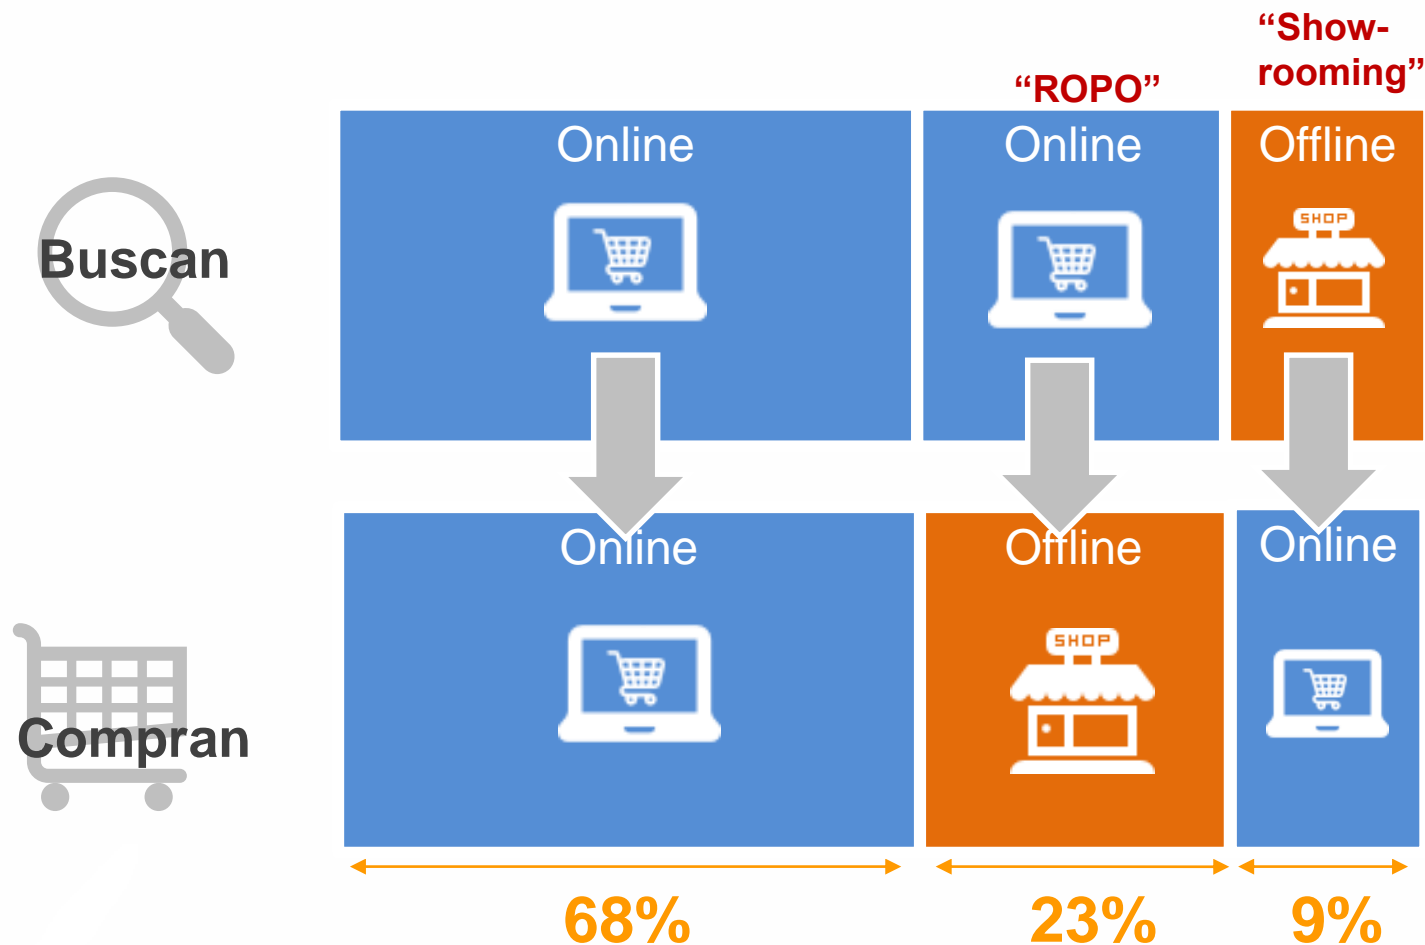 “Show-
rooming”
“ROPO”
Online
Online
Offline
SHOP
Buscan
Online
Offline
Online
SHOP
Compran
68%
23%
9%